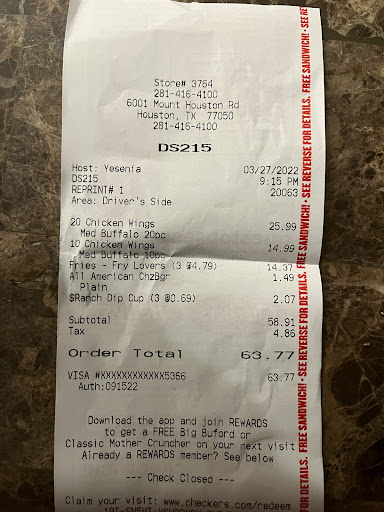 Store# 3764
281-416-4100
6001 Mount Houston Rd
Houston, TX 77050
281-416-4100
DS215
Host: Yesenia 03/27/2022
DS215 9:15 PM
REPRINT# 1 20063
Area: Driver's Side
20 Chicken Wings 25.99
Med Buffalo 20pc
10 Chicken Wings 14.99
Med Buffalo 10pc
Fries - Fry Lovers (3 @4.79) 14.37
All American ChzBgr 1.49
Plain
$Ranch Dip Cup (3 @0.69) 2.07
Subtotal 58.91
Tax 4.86
Order Total 63.77
VISA #XXXXXXXXXXXX5366 63.77
Auth:091522
Download the app and join REWARDS
to get a FREE Big Buford or
Classic Mother Cruncher on your next visit
Already a REWARDS member? See below
--- Check Closed ---
Claim your visit: www.checkers.com/redeem
FREE SANDWICH! • SEE REVERSE FOR DETAILS. FREE SANDWICH! • SEE REVERSE FOR DETAILS. FREE SANDWICH! • SEE RE